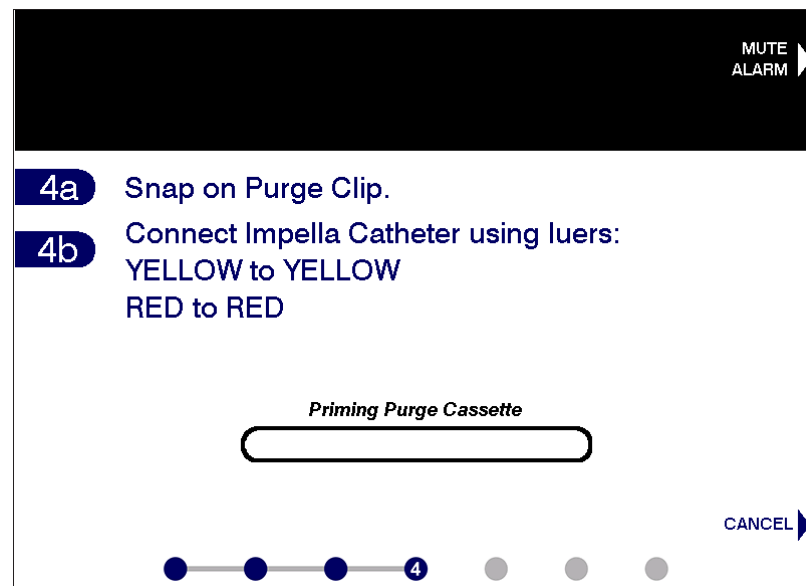 MUTE
ALARM
4a Snap on Purge Clip.
4b Connect Impella Catheter using luers:
YELLOW to YELLOW
RED to RED
Priming Purge Cassette
CANCEL
4